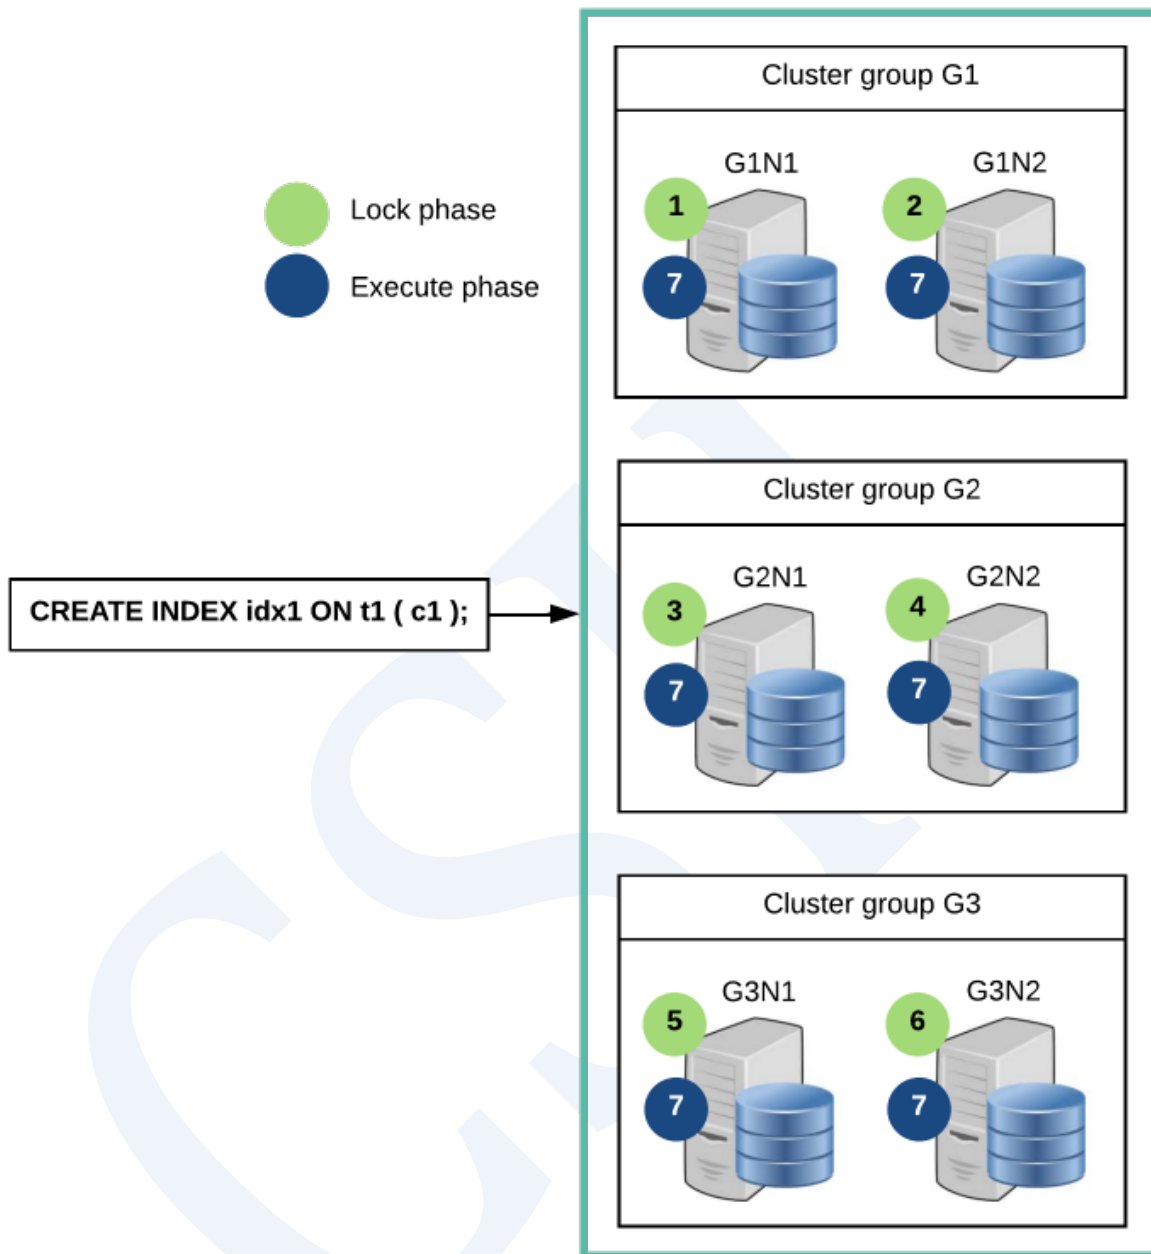 Cluster group G1
G1N1
G1N2
1
2
7
7
Lock phase
Execute phase
Cluster group G2
G2N1
G2N2
3
4
7
7
CREATE INDEX idx1 ON t1 ( c1 );
Cluster group G3
G3N1
G3N2
5
6
7
7